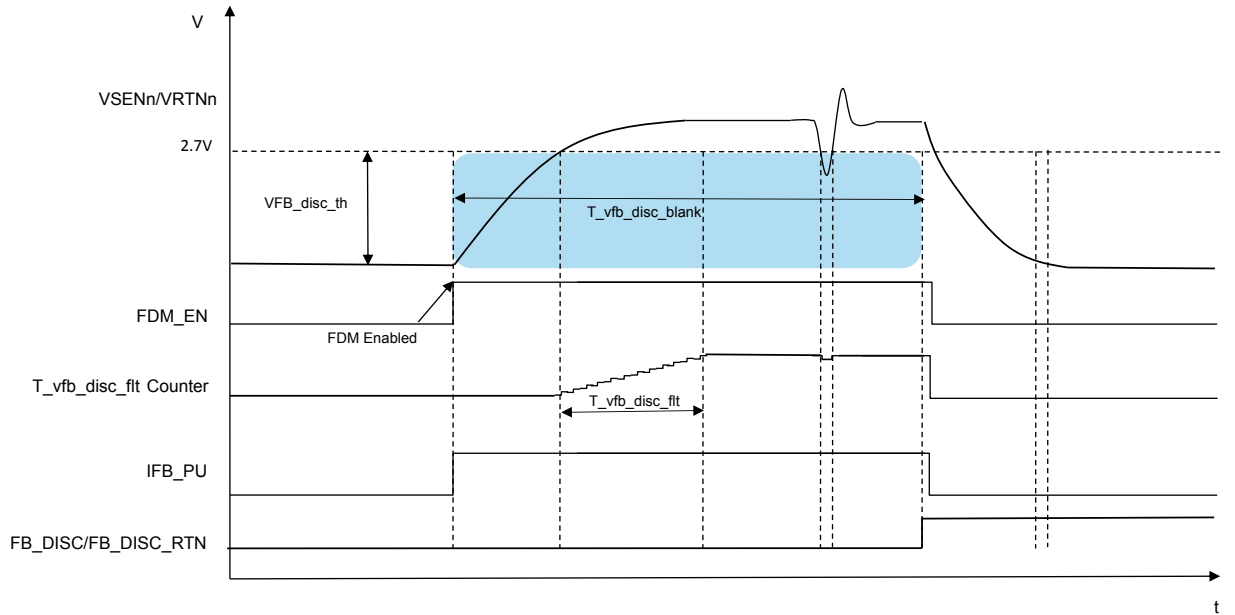 V
VSENn/VRTNn
2.7V
VFB_disc_th
T_vfb_disc_blank
FDM_EN
FDM Enabled
T_vfb_disc_flt Counter
T_vfb_disc_flt
IFB_PU
FB_DISC/FB_DISC_RTN
t